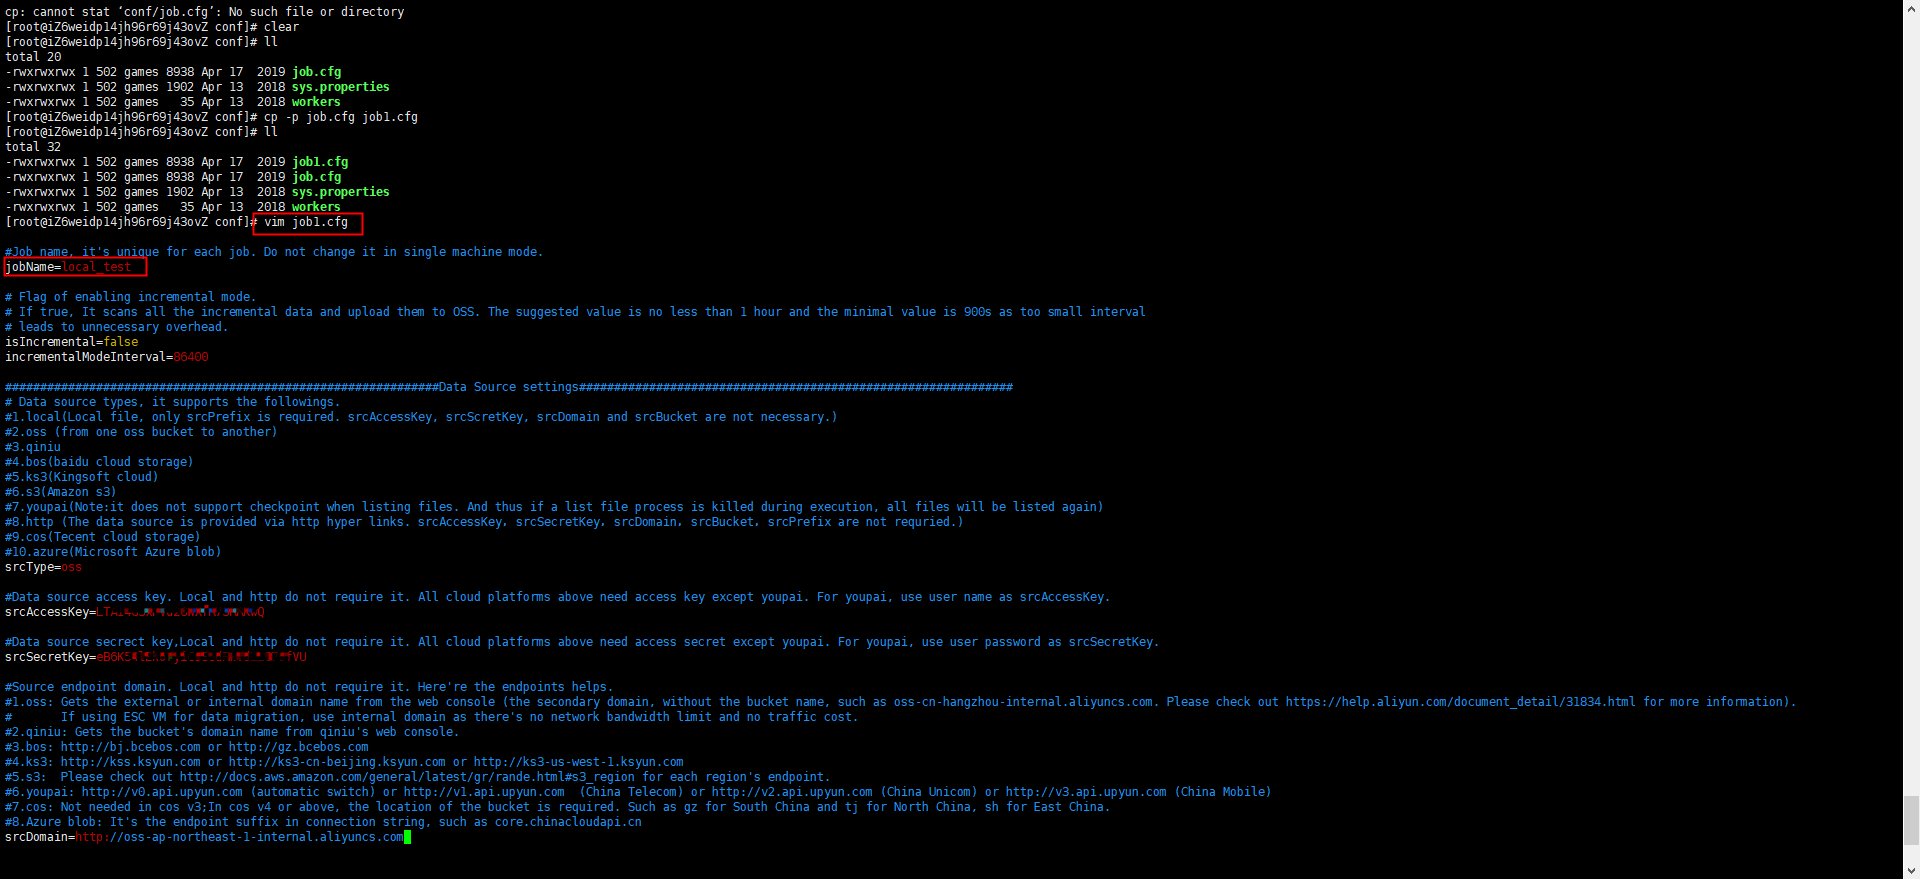 cp: cannot stat ‘conf/job.cfg’: No such file or directory
[root@iZ6weidp14jh96r69j43ovZ conf]# clear
[root@iZ6weidp14jh96r69j43ovZ conf]# ll
total 20
-rwxrwxrwx 1 502 games 8938 Apr 17  2019 job.cfg
-rwxrwxrwx 1 502 games 1902 Apr 13  2018 sys.properties
-rwxrwxrwx 1 502 games   35 Apr 13  2018 workers
[root@iZ6weidp14jh96r69j43ovZ conf]# cp -p job.cfg job1.cfg
[root@iZ6weidp14jh96r69j43ovZ conf]# ll
total 32
-rwxrwxrwx 1 502 games 8938 Apr 17  2019 job1.cfg
-rwxrwxrwx 1 502 games 8938 Apr 17  2019 job.cfg
-rwxrwxrwx 1 502 games 1902 Apr 13  2018 sys.properties
-rwxrwxrwx 1 502 games   35 Apr 13  2018 workers
[root@iZ6weidp14jh96r69j43ovZ conf]# vim job1.cfg
#Job name, it's unique for each job. Do not change it in single machine mode.
jobName=local_test
# Flag of enabling incremental mode.
# If true, It scans all the incremental data and upload them to OSS. The suggested value is no less than 1 hour and the minimal value is 900s as too small interval
# leads to unnecessary overhead.
isIncremental=false
incrementalModeInterval=86400
##############################################################Data Source settings##############################################################
# Data source types, it supports the followings.
#1.local(Local file, only srcPrefix is required. srcAccessKey, srcScretKey, srcDomain and srcBucket are not necessary.)
#2.oss (from one oss bucket to another)
#3.qiniu
#4.bos(baidu cloud storage)
#5.ks3(Kingsoft cloud)
#6.s3(Amazon s3)
#7.youpai(Note:it does not support checkpoint when listing files. And thus if a list file process is killed during execution, all files will be listed again)
#8.http (The data source is provided via http hyper links. srcAccessKey, srcSecretKey, srcDomain, srcBucket, srcPrefix are not requried.)
#9.cos(Tecent cloud storage)
#10.azure(Microsoft Azure blob)
srcType=oss
#Data source access key. Local and http do not require it. All cloud platforms above need access key except youpai. For youpai, use user name as srcAccessKey.
srcAccessKey=
#Data source secrect key,Local and http do not require it. All cloud platforms above need access secret except youpai. For youpai, use user password as srcSecretKey.
srcSecretKey=
#Source endpoint domain. Local and http do not require it. Here're the endpoints helps.
#1.oss: Gets the external or internal domain name from the web console (the secondary domain, without the bucket name, such as oss-cn-hangzhou-internal.aliyuncs.com. Please check out https://help.aliyun.com/document_detail/31834.html for more information).
#       If using ESC VM for data migration, use internal domain as there's no network bandwidth limit and no traffic cost.
#2.qiniu: Gets the bucket's domain name from qiniu's web console.
#3.bos: http://bj.bcebos.com or http://gz.bcebos.com
#4.ks3: http://kss.ksyun.com or http://ks3-cn-beijing.ksyun.com or http://ks3-us-west-1.ksyun.com
#5.s3:  Please check out http://docs.aws.amazon.com/general/latest/gr/rande.html#s3_region for each region's endpoint.
#6.youpai: http://v0.api.upyun.com (automatic switch) or http://v1.api.upyun.com  (China Telecom) or http://v2.api.upyun.com (China Unicom) or http://v3.api.upyun.com (China Mobile)
#7.cos: Not needed in cos v3;In cos v4 or above, the location of the bucket is required. Such as gz for South China and tj for North China, sh for East China.
#8.Azure blob: It's the endpoint suffix in connection string, such as core.chinacloudapi.cn
srcDomain=http://oss-ap-northeast-1-internal.aliyuncs.com